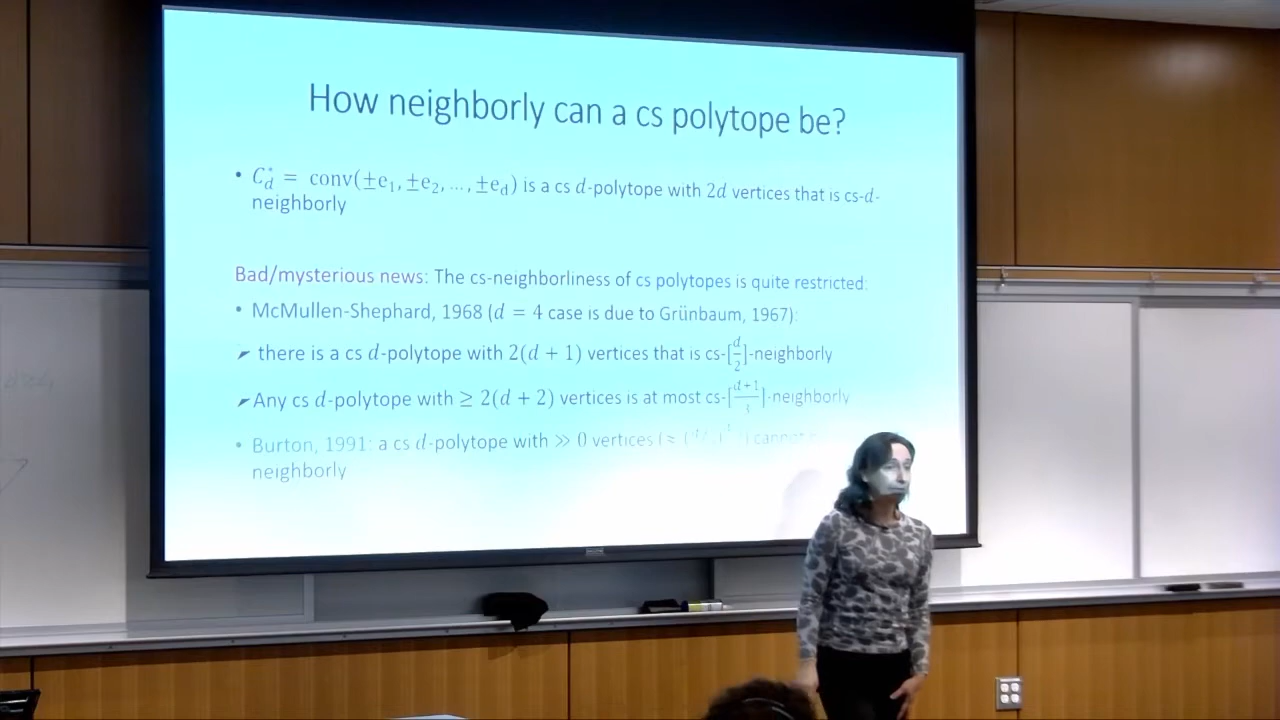 How neighborly can a cs polytope be?
• C*_d = conv(±e₁, ±e₂, …, ±e_d) is a cs d-polytope with 2d vertices that is cs-d-
neighborly
Bad/mysterious news: The cs-neighborliness of cs polytopes is quite restricted:
• McMullen-Shephard, 1968 (d = 4 case is due to Grünbaum, 1967):
there is a cs d-polytope with 2(d + 1) vertices that is cs-[d/2]-neighborly
Any cs d-polytope with ≥ 2(d + 2) vertices is at most cs-[(d+1)/3]-neighborly
• Burton, 1991: a cs d-polytope with ≫ 0 vertices (≈ cannot
neighborly